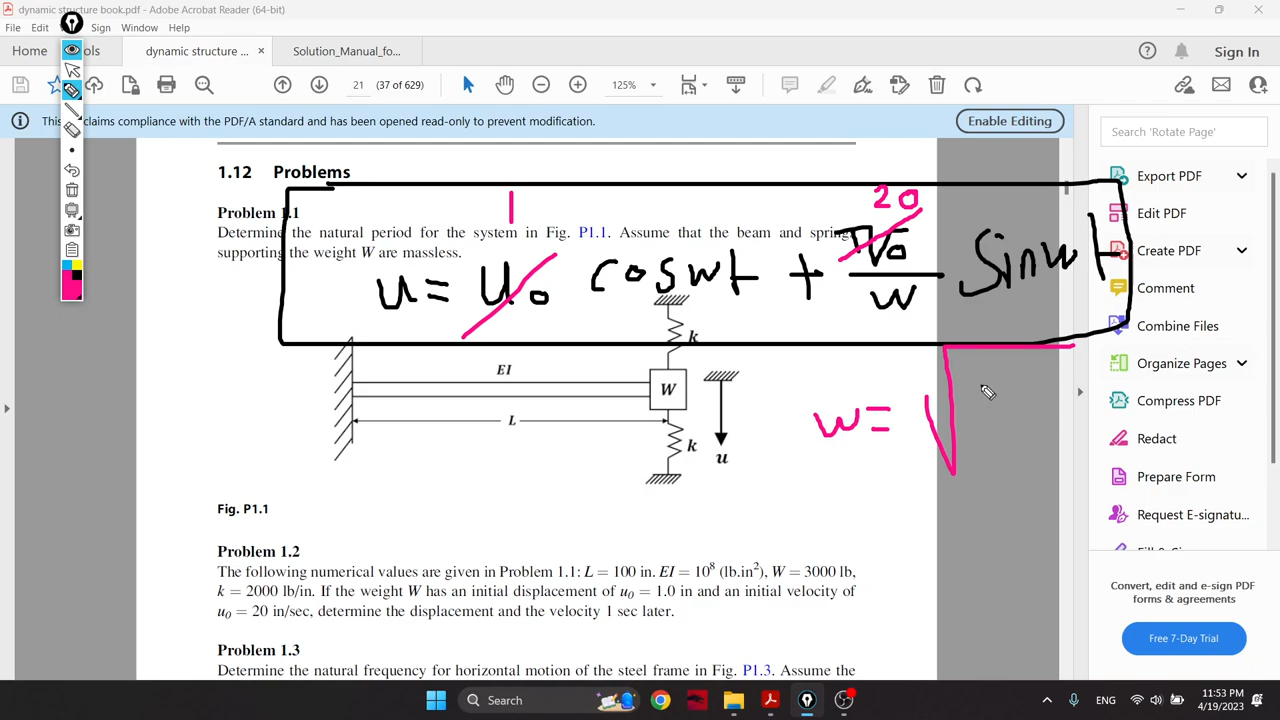 dynamic structure book.pdf - Adobe Acrobat Reader (64-bit)
File Edit Sign Window Help
Home ols dynamic structure ... × Solution_Manual_fo... Sign In
21 (37 of 629) 125%
This claims compliance with the PDF/A standard and has been opened read-only to prevent modification. Enable Editing
Search 'Rotate Page'
Export PDF
Edit PDF
Create PDF
Comment
Combine Files
Organize Pages
Compress PDF
Redact
Prepare Form
Request E-signatu...
Convert, edit and e-sign PDF
forms & agreements
Free 7-Day Trial
1.12 Problems
Problem 1.1
Determine the natural period for the system in Fig. P1.1. Assume that the beam and spring
supporting the weight W are massless.
1 20
u = u₀ cos wt + v₀/w Sin wt
w = √
k
EI
W
L
k
u
Fig. P1.1
Problem 1.2
The following numerical values are given in Problem 1.1: L = 100 in. EI = 10⁸ (lb.in²), W = 3000 lb,
k = 2000 lb/in. If the weight W has an initial displacement of u₀ = 1.0 in and an initial velocity of
u₀ = 20 in/sec, determine the displacement and the velocity 1 sec later.
Problem 1.3
Determine the natural frequency for horizontal motion of the steel frame in Fig. P1.3. Assume the
Search
ENG
11:53 PM
4/19/2023